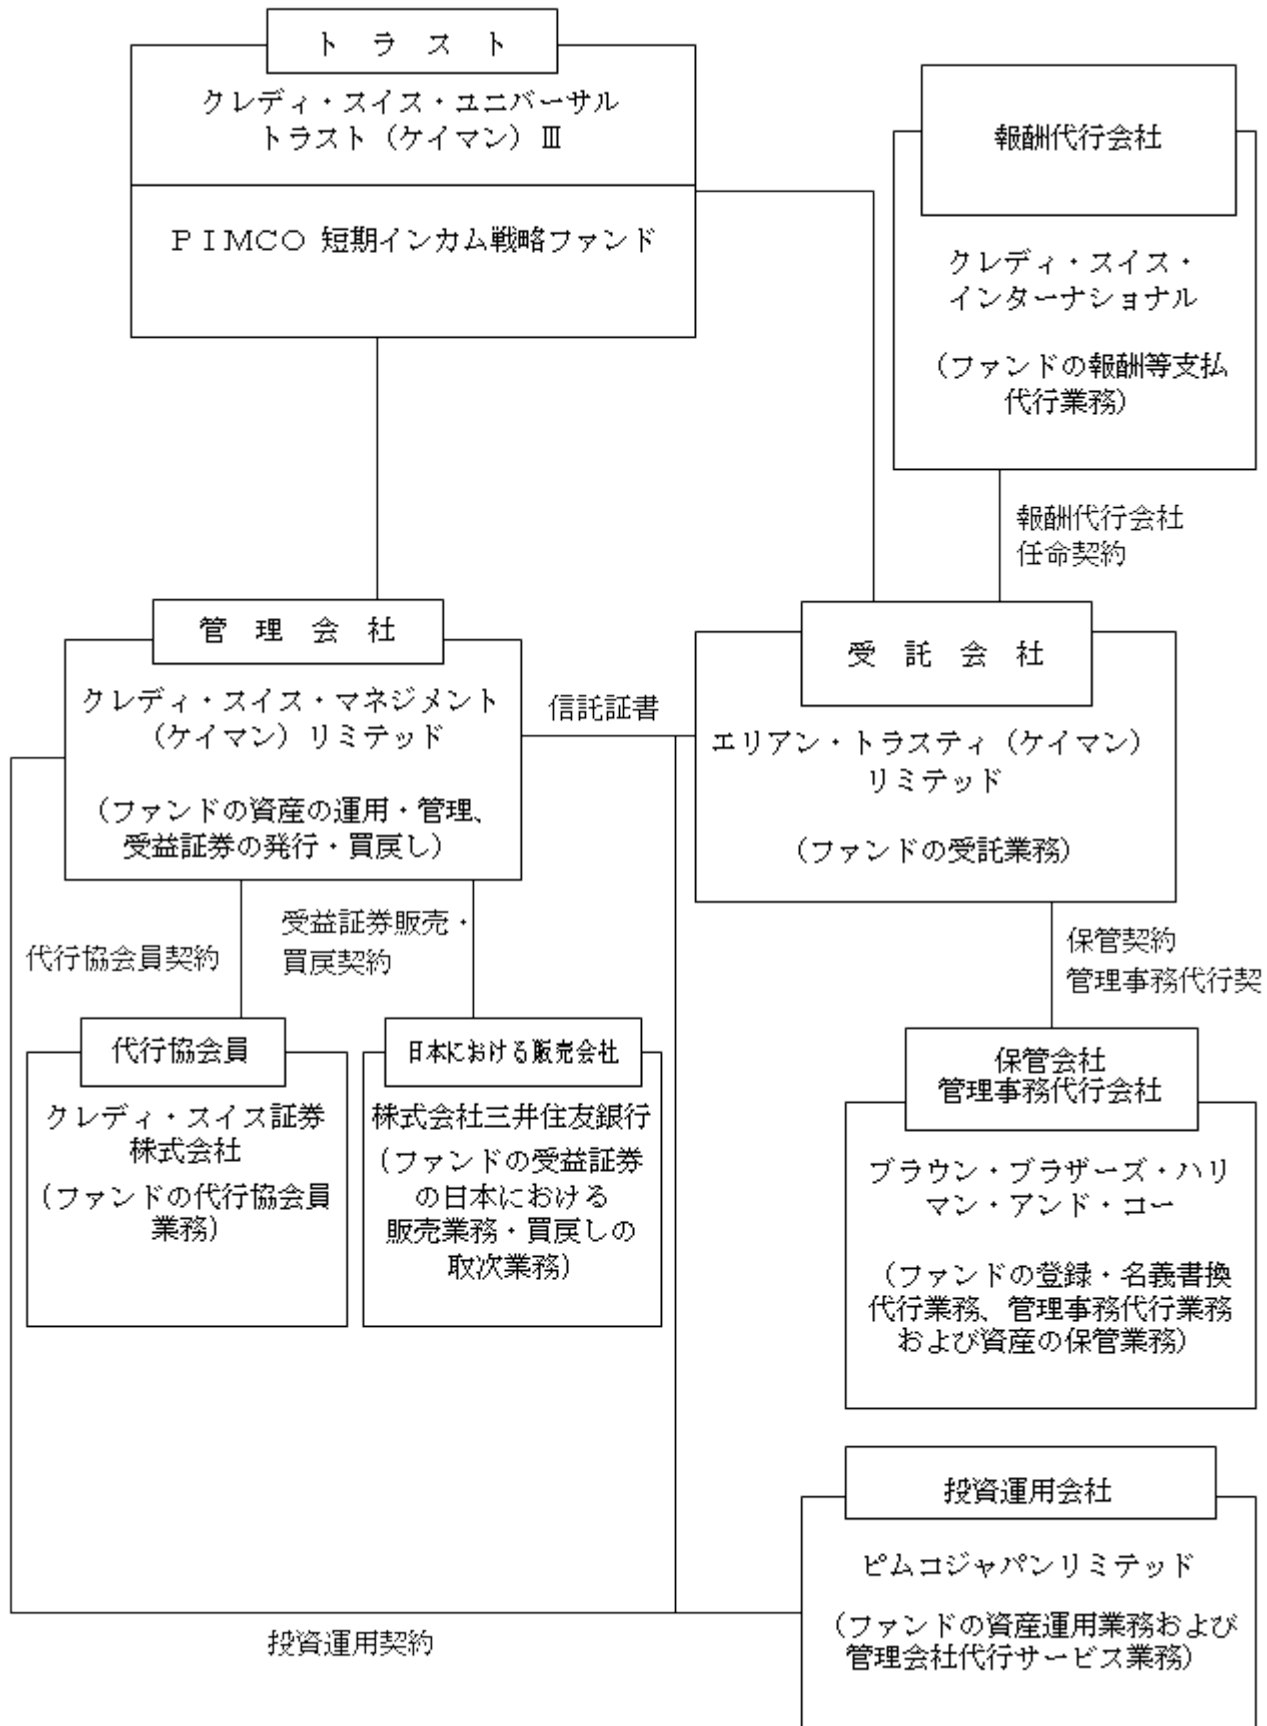 トラスト
クレディ・スイス・ユニバーサル
トラスト（ケイマン）Ⅲ
ＰＩＭＣＯ 短期インカム戦略ファンド
報酬代行会社
クレディ・スイス・
インターナショナル
（ファンドの報酬等支払
代行業務）
報酬代行会社
任命契約
管理会社
クレディ・スイス・マネジメント
（ケイマン）リミテッド
（ファンドの資産の運用・管理、
受益証券の発行・買戻し）
信託証書
受託会社
エリアン・トラスティ（ケイマン）
リミテッド
（ファンドの受託業務）
代行協会員契約
受益証券販売・
買戻契約
保管契約
管理事務代行契
代行協会員
クレディ・スイス証券
株式会社
（ファンドの代行協会員
業務）
日本における販売会社
株式会社三井住友銀行
（ファンドの受益証券
の日本における
販売業務・買戻しの
取次業務）
保管会社
管理事務代行会社
ブラウン・ブラザーズ・ハリ
マン・アンド・コー
（ファンドの登録・名義書換
代行業務、管理事務代行業務
および資産の保管業務）
投資運用会社
ピムコジャパンリミテッド
（ファンドの資産運用業務および
管理会社代行サービス業務）
投資運用契約